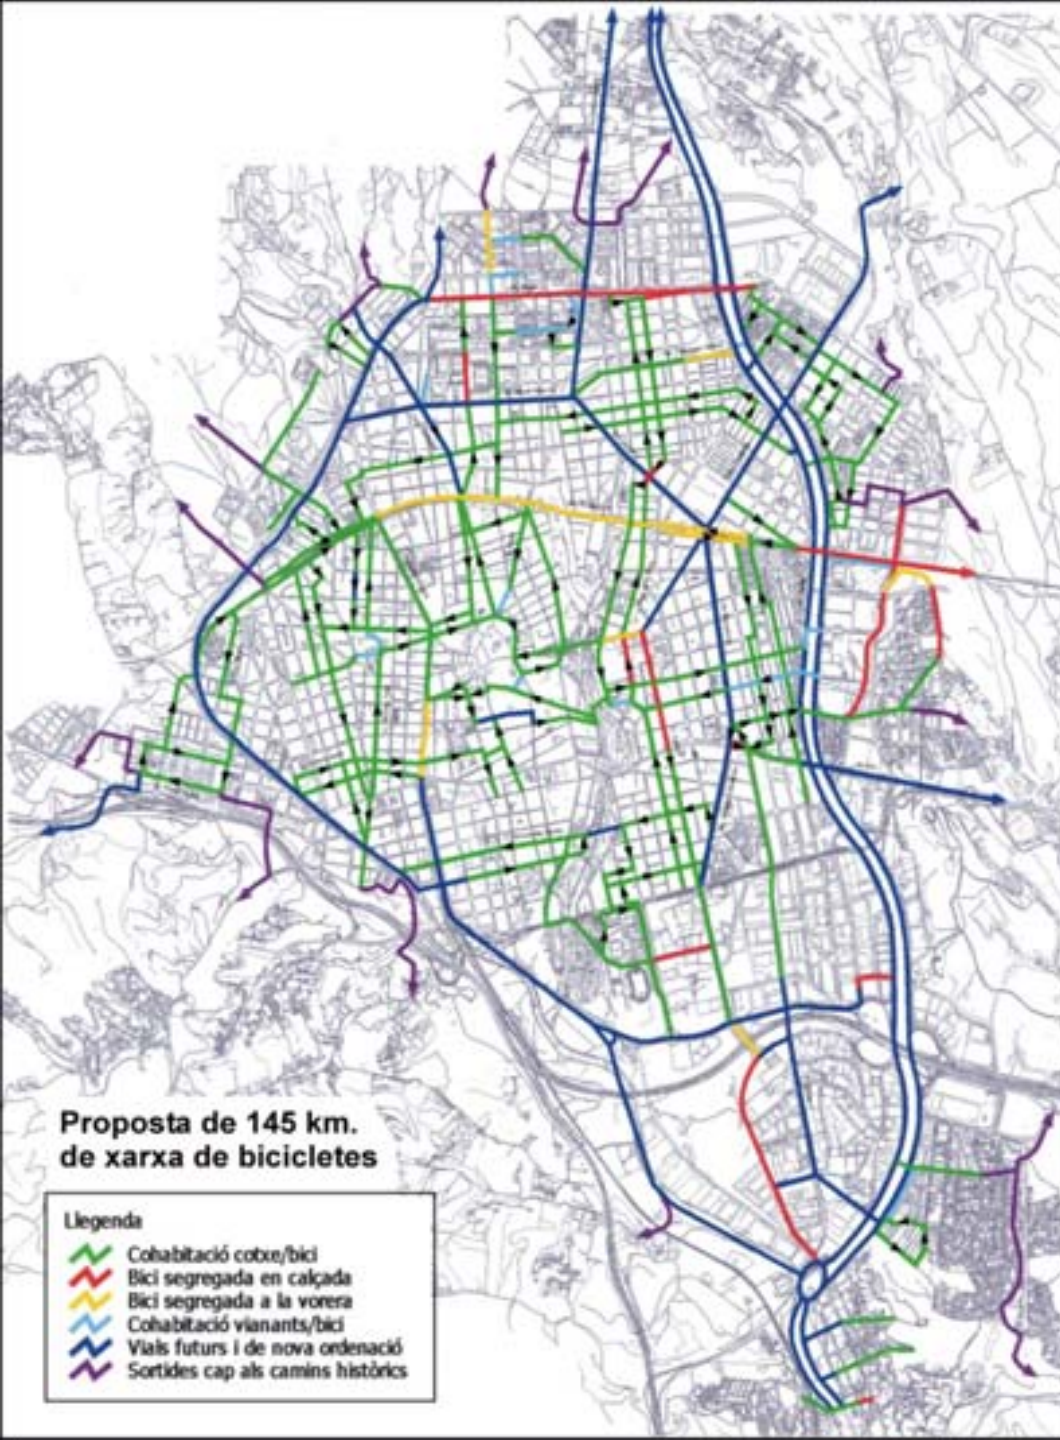 Proposta de 145 km.
de xarxa de bicicletes
Llegenda
Cohabitació cotxe/bici
Bici segregada en calçada
Bici segregada a la vorera
Cohabitació vianants/bici
Vials futurs i de nova ordenació
Sortides cap als camins històrics